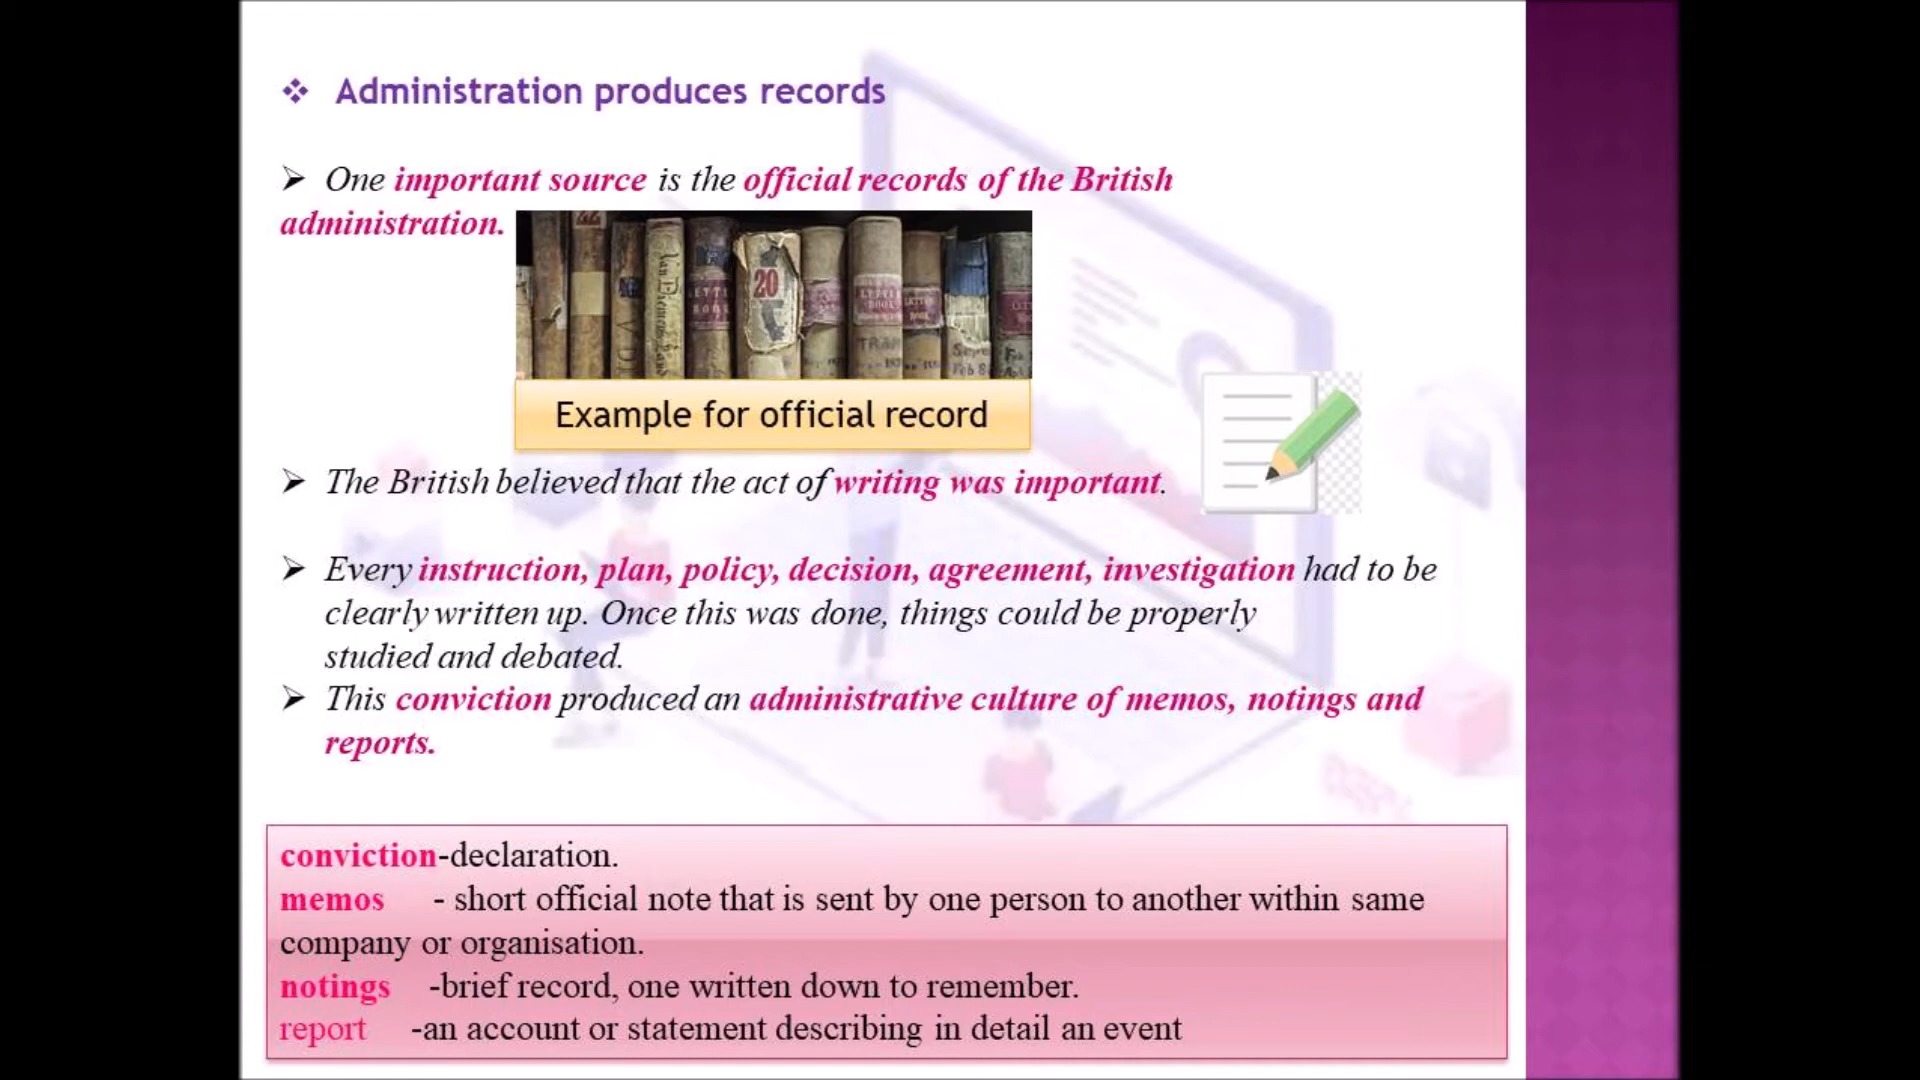 Administration produces records
One important source is the official records of the British
administration.
20
LETTER BOOK
Example for official record
The British believed that the act of writing was important.
Every instruction, plan, policy, decision, agreement, investigation had to be
clearly written up. Once this was done, things could be properly
studied and debated.
This conviction produced an administrative culture of memos, notings and
reports.
conviction-declaration.
memos - short official note that is sent by one person to another within same
company or organisation.
notings -brief record, one written down to remember.
report -an account or statement describing in detail an event